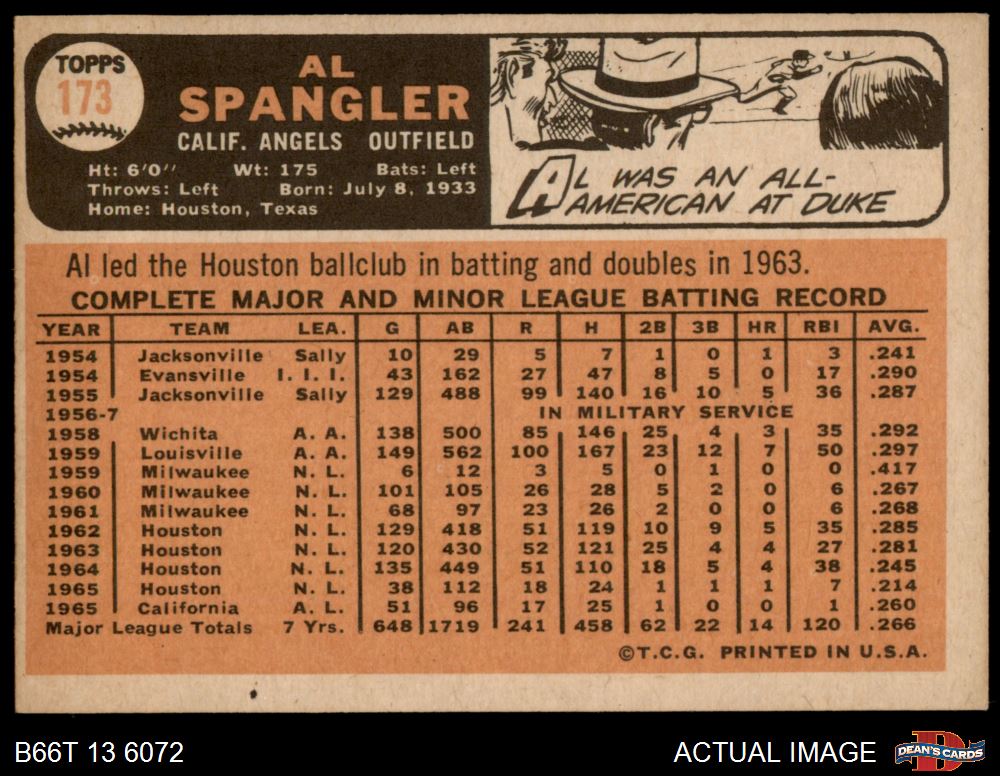 TOPPS
173
AL
SPANGLER
CALIF. ANGELS OUTFIELD
Ht: 6'0" Wt: 175 Bats: Left
Throws: Left Born: July 8, 1933
Home: Houston, Texas
AL WAS AN ALL-
AMERICAN AT DUKE
Al led the Houston ballclub in batting and doubles in 1963.
COMPLETE MAJOR AND MINOR LEAGUE BATTING RECORD
YEAR TEAM LEA. G AB R H 2B 3B HR RBI AVG.
1954 Jacksonville Sally 10 29 5 7 1 0 1 3 .241
1954 Evansville I. I. I. 43 162 27 47 8 5 0 17 .290
1955 Jacksonville Sally 129 488 99 140 16 10 5 36 .287
1956-7 IN MILITARY SERVICE
1958 Wichita A. A. 138 500 85 146 25 4 3 35 .292
1959 Louisville A. A. 149 562 100 167 23 12 7 50 .297
1959 Milwaukee N. L. 6 12 3 5 0 1 0 0 .417
1960 Milwaukee N. L. 101 105 26 28 5 2 0 6 .267
1961 Milwaukee N. L. 68 97 23 26 2 0 0 6 .268
1962 Houston N. L. 129 418 51 119 10 9 5 35 .285
1963 Houston N. L. 120 430 52 121 25 4 4 27 .281
1964 Houston N. L. 135 449 51 110 18 5 4 38 .245
1965 Houston N. L. 38 112 18 24 1 1 1 7 .214
1965 California A. L. 51 96 17 25 1 0 0 1 .260
Major League Totals 7 Yrs. 648 1719 241 458 62 22 14 120 .266
©T.C.G. PRINTED IN U.S.A.
B66T 13 6072
ACTUAL IMAGE
D
DEAN'S CARDS